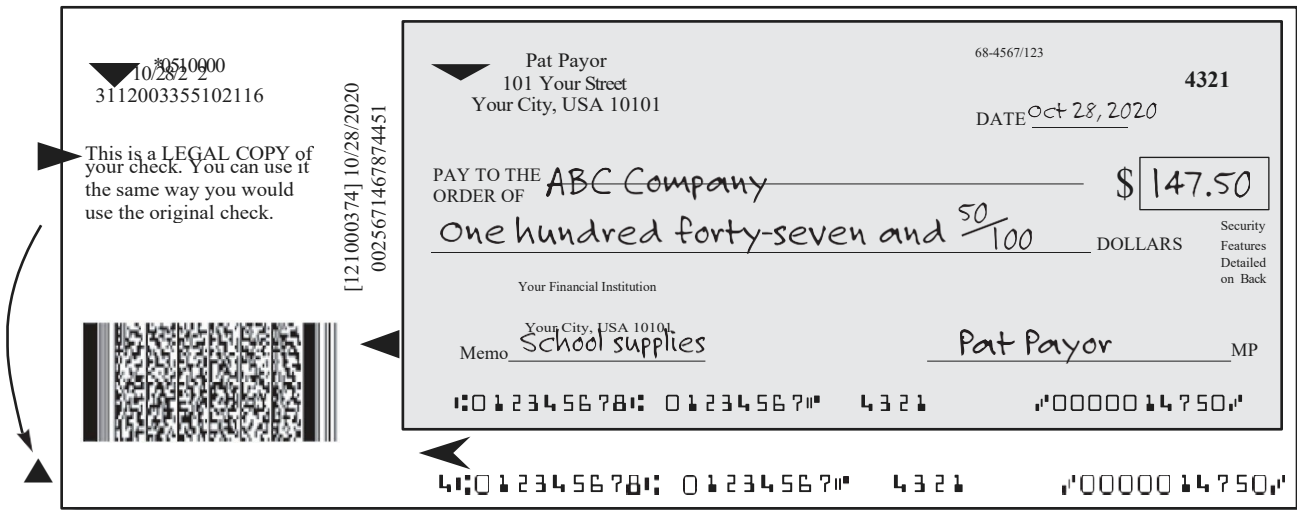 *0510000
10/28/2 2
3112003355102116
This is a LEGAL COPY of
your check. You can use it
the same way you would
use the original check.
[121000374] 10/28/2020
0025671467874451
Pat Payor
101 Your Street
Your City, USA 10101
68-4567/123
4321
DATE Oct 28, 2020
PAY TO THE
ORDER OF ABC Company $ 147.50
One hundred forty-seven and 50/100 DOLLARS
Security
Features
Detailed
on Back
Your Financial Institution
Your City, USA 10101
Memo School supplies
Pat Payor MP
⑆012345678⑆ 01234567⑈ 4321 ⑇0000014750⑇
4⑆012345678⑆ 01234567⑈ 4321 ⑇0000014750⑇